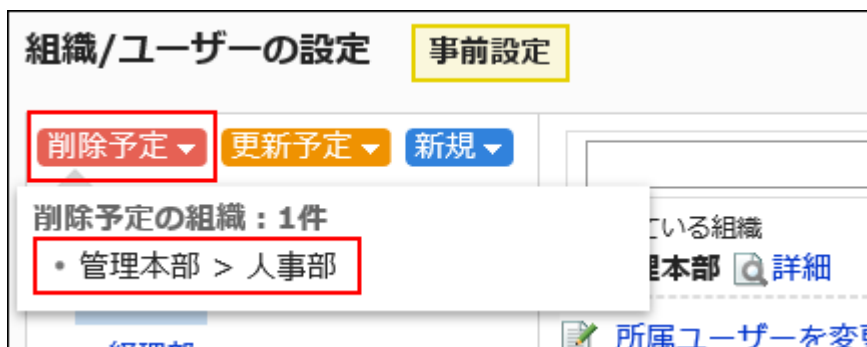 組織/ユーザーの設定 事前設定
削除予定 更新予定 新規
削除予定の組織：1件
• 管理本部 > 人事部
ている組織
本部 詳細
所属ユーザーを変